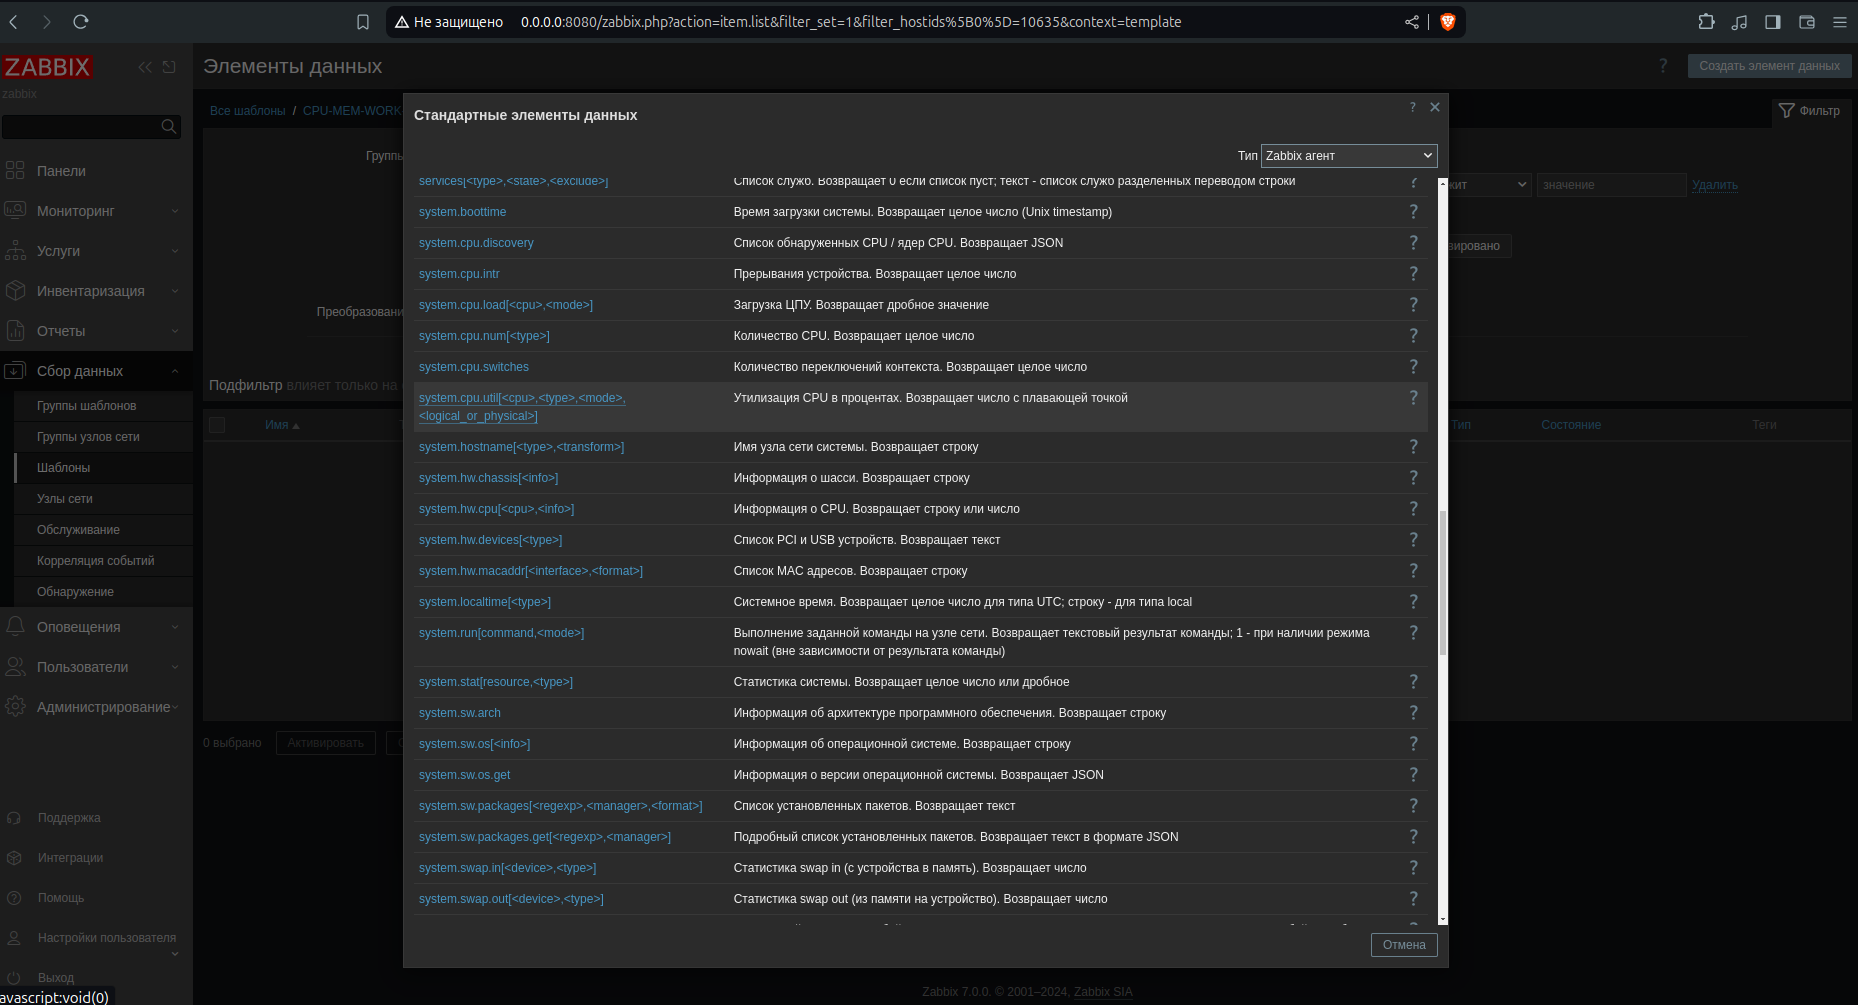 Не защищено 0.0.0.0:8080/zabbix.php?action=item.list&filter_set=1&filter_hostids%5B0%5D=10635&context=template
ZABBIX
zabbix
Панели
Мониторинг
Услуги
Инвентаризация
Отчеты
Сбор данных
Группы шаблонов
Группы узлов сети
Шаблоны
Узлы сети
Обслуживание
Корреляция событий
Обнаружение
Оповещения
Пользователи
Администрирование
Поддержка
Интеграции
Помощь
Настройки пользователя
Выход
avascript:void(0)
Элементы данных
? Создать элемент данных
Все шаблоны / CPU-MEM-WORK
Фильтр
Группы
Преобразовани
Подфильтр влияет только на
Имя
0 выбрано Активировать
Стандартные элементы данных
?
Тип Zabbix агент
services[<type>,<state>,<exclude>] Список служб. Возвращает 0 если список пуст; текст - список служб разделенных переводом строки ?
system.boottime Время загрузки системы. Возвращает целое число (Unix timestamp) ?
system.cpu.discovery Список обнаруженных CPU / ядер CPU. Возвращает JSON ?
system.cpu.intr Прерывания устройства. Возвращает целое число ?
system.cpu.load[<cpu>,<mode>] Загрузка ЦПУ. Возвращает дробное значение ?
system.cpu.num[<type>] Количество CPU. Возвращает целое число ?
system.cpu.switches Количество переключений контекста. Возвращает целое число ?
system.cpu.util[<cpu>,<type>,<mode>, Утилизация CPU в процентах. Возвращает число с плавающей точкой ?
<logical_or_physical>]
system.hostname[<type>,<transform>] Имя узла сети системы. Возвращает строку ?
system.hw.chassis[<info>] Информация о шасси. Возвращает строку ?
system.hw.cpu[<cpu>,<info>] Информация о CPU. Возвращает строку или число ?
system.hw.devices[<type>] Список PCI и USB устройств. Возвращает текст ?
system.hw.macaddr[<interface>,<format>] Список MAC адресов. Возвращает строку ?
system.localtime[<type>] Системное время. Возвращает целое число для типа UTC; строку - для типа local ?
system.run[command,<mode>] Выполнение заданной команды на узле сети. Возвращает текстовый результат команды; 1 - при наличии режима ?
nowait (вне зависимости от результата команды)
system.stat[resource,<type>] Статистика системы. Возвращает целое число или дробное ?
system.sw.arch Информация об архитектуре программного обеспечения. Возвращает строку ?
system.sw.os[<info>] Информация об операционной системе. Возвращает строку ?
system.sw.os.get Информация о версии операционной системы. Возвращает JSON ?
system.sw.packages[<regexp>,<manager>,<format>] Список установленных пакетов. Возвращает текст ?
system.sw.packages.get[<regexp>,<manager>] Подробный список установленных пакетов. Возвращает текст в формате JSON ?
system.swap.in[<device>,<type>] Статистика swap in (с устройства в память). Возвращает число ?
system.swap.out[<device>,<type>] Статистика swap out (из памяти на устройство). Возвращает число ?
Отмена
жит значение Удалить
вировано
Тип Состояние Теги
Zabbix 7.0.0. © 2001–2024, Zabbix SIA